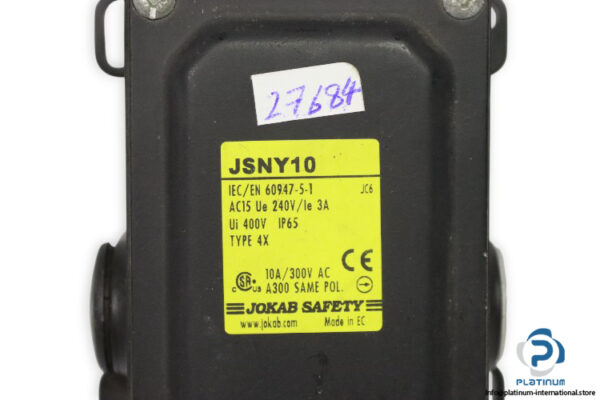 27684
JSNY10
IEC/EN 60947-5-1 JC6
AC15 Ue 240V/Ie 3A
Ui 400V IP65
TYPE 4X
CE
10A/300V AC
A300 SAME POL.
C SA US
JOKAB SAFETY
www.jokab.com Made in EC
PLATINUM
info@platinum-international.store